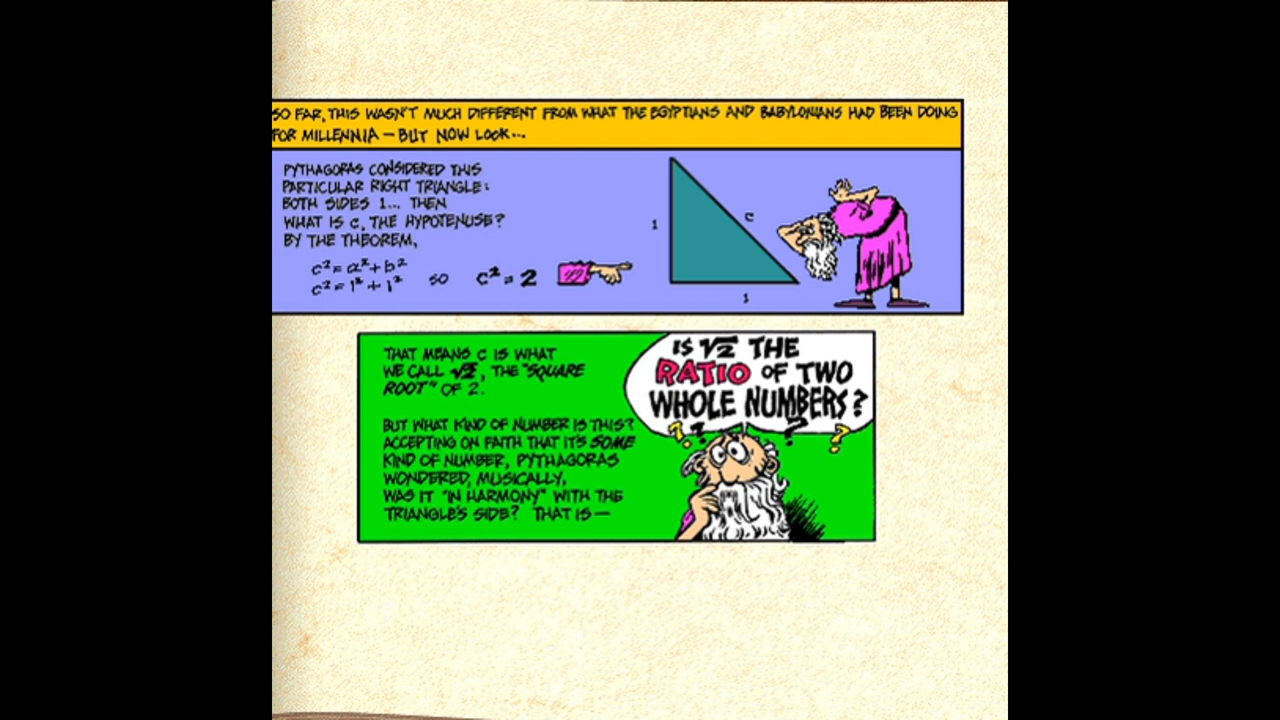 SO FAR, THIS WASN'T MUCH DIFFERENT FROM WHAT THE EGYPTIANS AND BABYLONIANS HAD BEEN DOING
FOR MILLENNIA — BUT NOW LOOK...
PYTHAGORAS CONSIDERED THIS
PARTICULAR RIGHT TRIANGLE:
BOTH SIDES 1... THEN
WHAT IS C, THE HYPOTENUSE?
BY THE THEOREM,
c² = a² + b²
c² = 1² + 1² SO c² = 2
1
C
1
THAT MEANS C IS WHAT
WE CALL √2, THE "SQUARE
ROOT" OF 2.
BUT WHAT KIND OF NUMBER IS THIS?
ACCEPTING ON FAITH THAT IT'S SOME
KIND OF NUMBER, PYTHAGORAS
WONDERED, MUSICALLY,
WAS IT "IN HARMONY" WITH THE
TRIANGLE'S SIDE? THAT IS —
IS √2 THE
RATIO OF TWO
WHOLE NUMBERS?
? ? ? ?